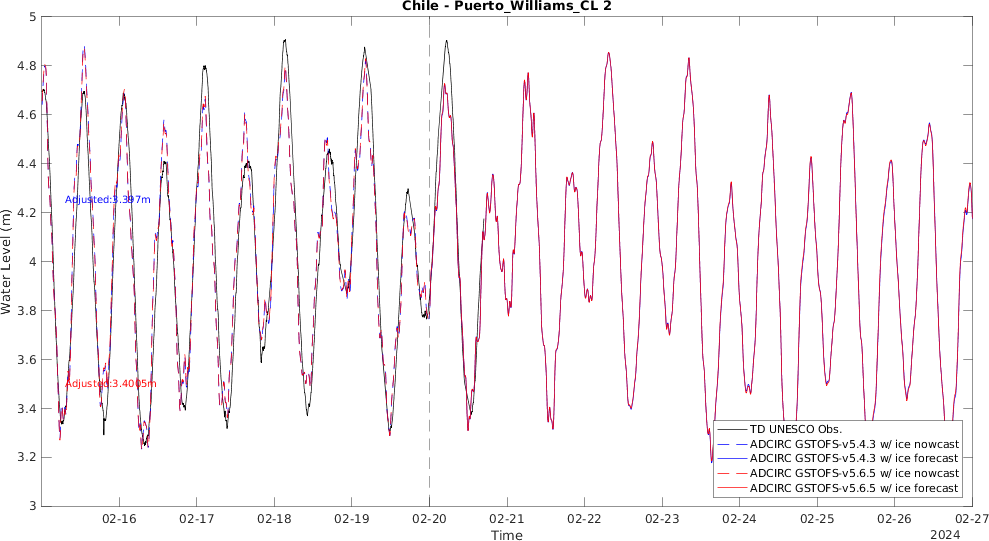 Chile - Puerto_Williams_CL 2
5
4.8
4.6
4.4
4.2
4
3.8
3.6
3.4
3.2
3
Water Level (m)
Adjusted:3.397m
Adjusted:3.4005m
TD UNESCO Obs.
ADCIRC GSTOFS-v5.4.3 w/ ice nowcast
ADCIRC GSTOFS-v5.4.3 w/ ice forecast
ADCIRC GSTOFS-v5.6.5 w/ ice nowcast
ADCIRC GSTOFS-v5.6.5 w/ ice forecast
02-16 02-17 02-18 02-19 02-20 02-21 02-22 02-23 02-24 02-25 02-26 02-27
Time
2024